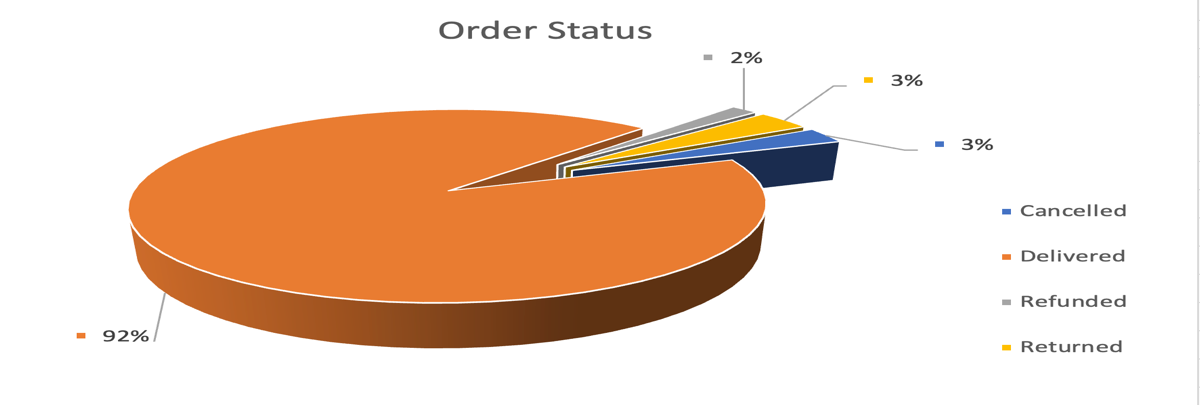 Order Status
2%
3%
3%
92%
Cancelled
Delivered
Refunded
Returned